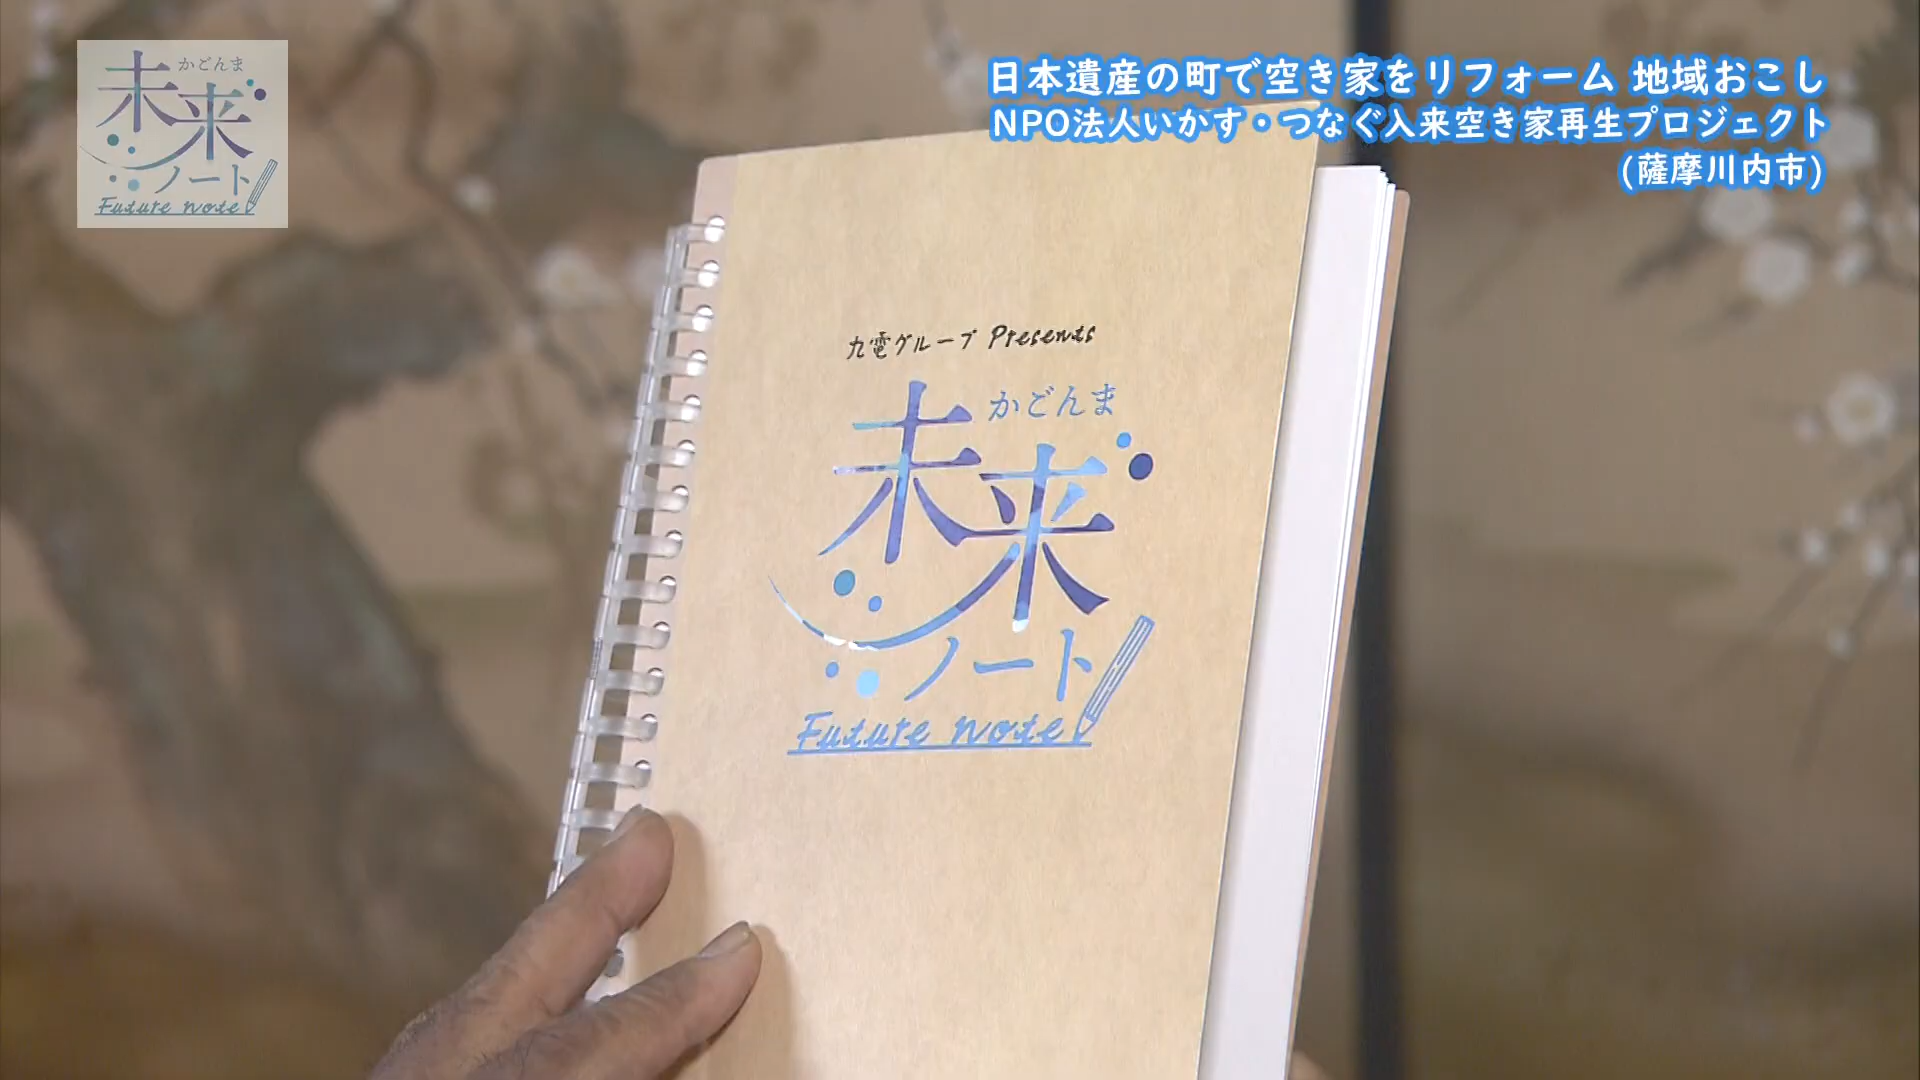 かどんま
未来
ノート
Future note
日本遺産の町で空き家をリフォーム 地域おこし
NPO法人いかす・つなぐ入来空き家再生プロジェクト
(薩摩川内市)
九電グループ Presents
かごんま
未来
ノート
Future note